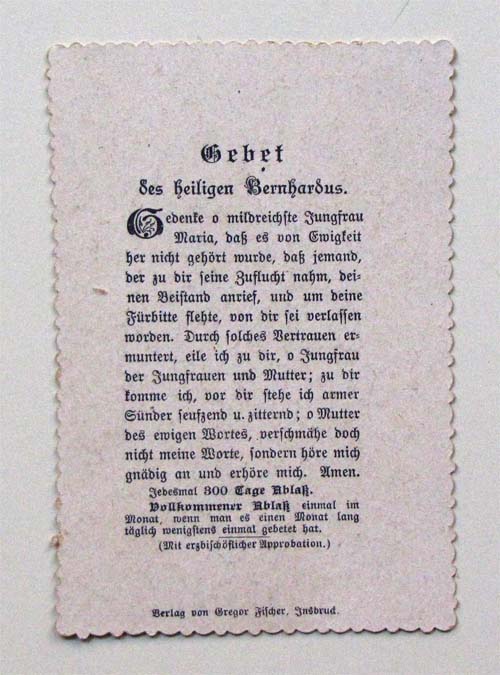 Gebet
des heiligen Bernhardus.
Gedenke o mildreichste Jungfrau
Maria, daß es von Ewigkeit
her nicht gehört wurde, daß jemand,
der zu dir seine Zuflucht nahm, dei-
nen Beistand anrief, und um deine
Fürbitte flehte, von dir sei verlassen
worden. Durch solches Vertrauen er-
muntert, eile ich zu dir, o Jungfrau
der Jungfrauen und Mutter; zu dir
komme ich, vor dir stehe ich armer
Sünder seufzend u. zitternd; o Mutter
des ewigen Wortes, verschmähe doch
nicht meine Worte, sondern höre mich
gnädig an und erhöre mich. Amen.
Jedesmal 300 Tage Ablaß.
Vollkommener Ablaß einmal im
Monat, wenn man es einen Monat lang
täglich wenigstens einmal gebetet hat.
(Mit erzbischöflicher Approbation.)
Verlag von Gregor Fischer, Insbruck.